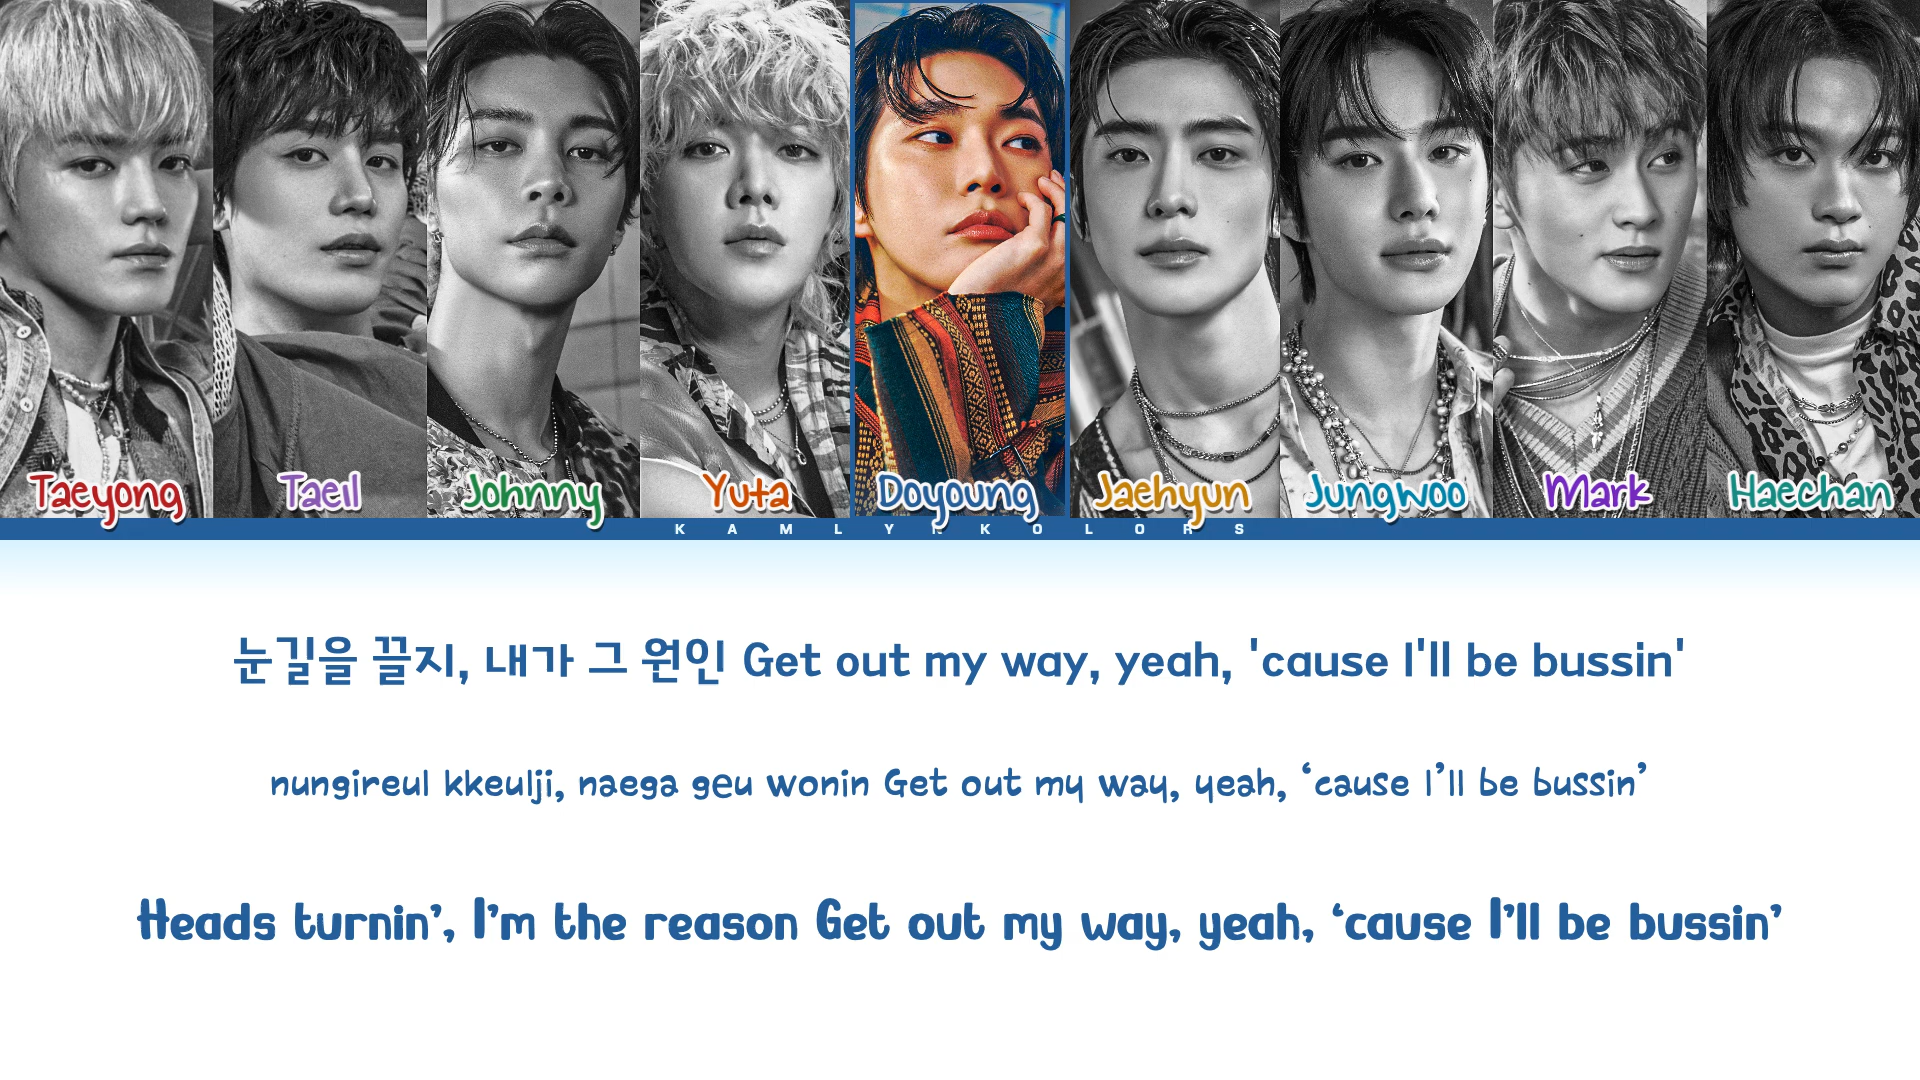 Taeyong Taeil Johnny Yuta Doyoung Jaehyun Jungwoo Mark Haechan
KAMLYNKOLORS
눈길을 끌지, 내가 그 원인 Get out my way, yeah, 'cause I'll be bussin'
nungireul kkeulji, naega geu wonin Get out my way, yeah, ‘cause I’ll be bussin’
Heads turnin’, I’m the reason Get out my way, yeah, ‘cause I’ll be bussin’